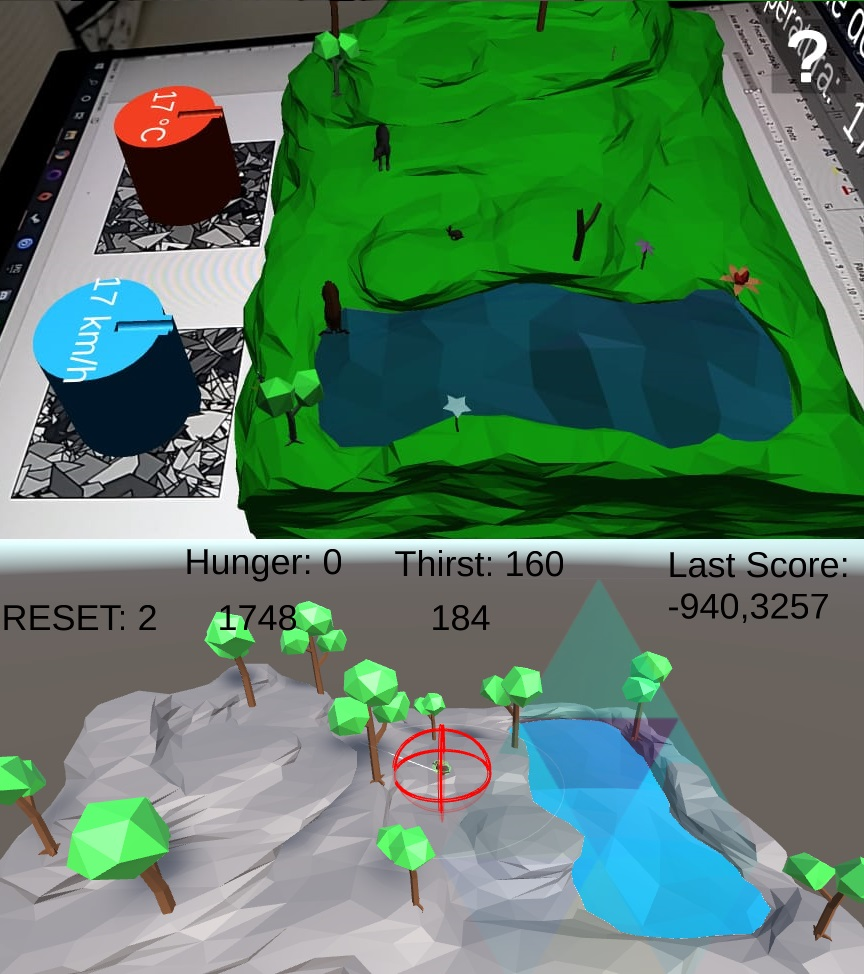 ?
17°C
17 km/h
Hunger: 0
Thirst: 160
Last Score:
-940,3257
RESET: 2
1748
184